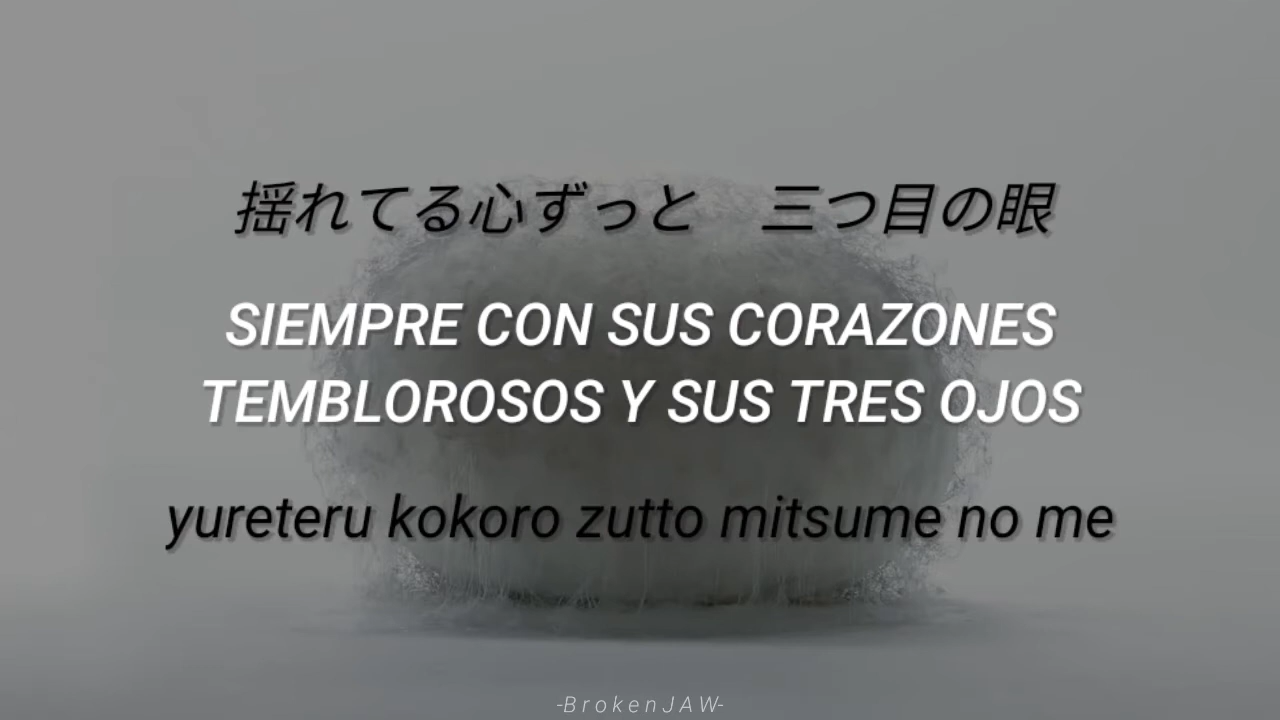 揺れてる心ずっと　三つ目の眼
SIEMPRE CON SUS CORAZONES
TEMBLOROSOS Y SUS TRES OJOS
yureteru kokoro zutto mitsume no me
-BrokenJAW-